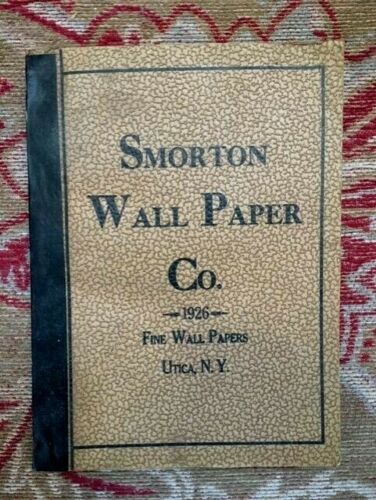 SMORTON
WALL PAPER
CO.
1926
FINE WALL PAPERS
UTICA, N.Y.